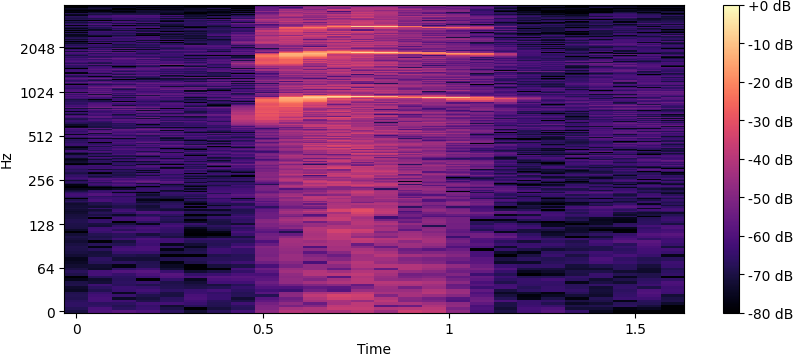 +0 dB
2048
-10 dB
1024
-20 dB
-30 dB
512
Hz
-40 dB
256
-50 dB
128
-60 dB
64
-70 dB
0
-80 dB
0
0.5
1
1.5
Time